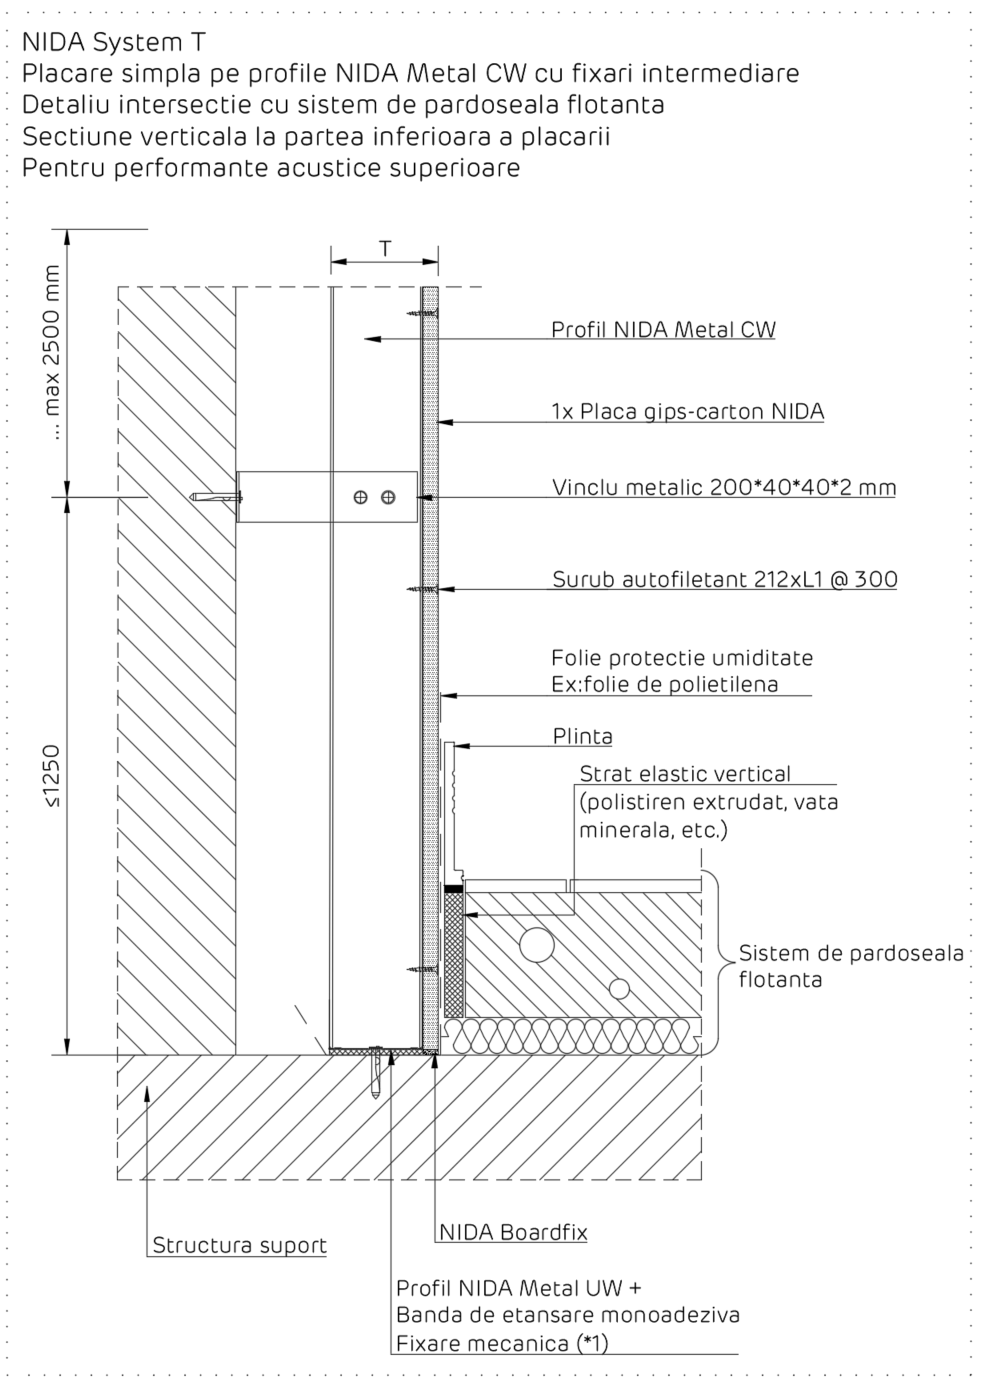 NIDA System T
Placare simpla pe profile NIDA Metal CW cu fixari intermediare
Detaliu intersectie cu sistem de pardoseala flotanta
Sectiune verticala la partea inferioara a placarii
Pentru performante acustice superioare
T
... max 2500 mm
Profil NIDA Metal CW
1x Placa gips-carton NIDA
Vinclu metalic 200*40*40*2 mm
Surub autofiletant 212xL1 @ 300
Folie protectie umiditate
Ex:folie de polietilena
Plinta
≤1250
Strat elastic vertical
(polistiren extrudat, vata
minerala, etc.)
Sistem de pardoseala
flotanta
NIDA Boardfix
Structura suport
Profil NIDA Metal UW +
Banda de etansare monoadeziva
Fixare mecanica (*1)